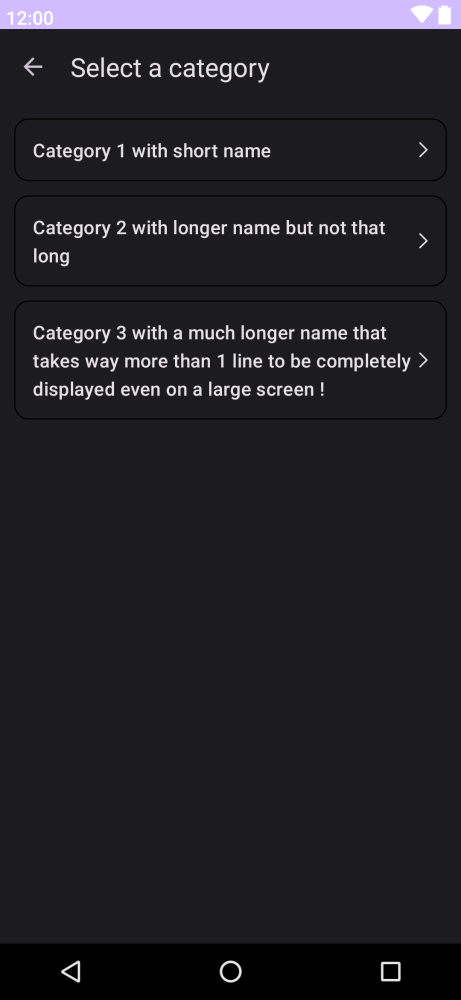 12:00
Select a category
Category 1 with short name
Category 2 with longer name but not that
long
Category 3 with a much longer name that
takes way more than 1 line to be completely
displayed even on a large screen !